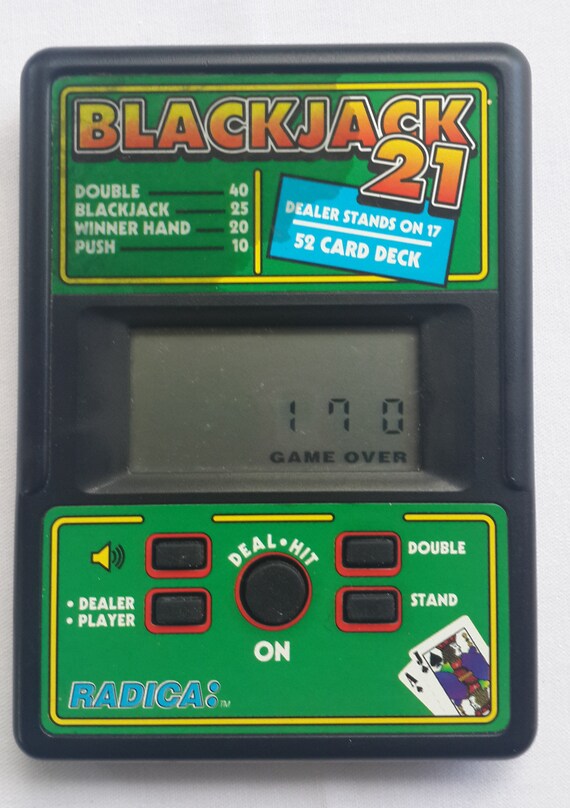 BLACKJACK
21
DOUBLE 40
BLACKJACK 25
WINNER HAND 20
PUSH 10
DEALER STANDS ON 17
52 CARD DECK
170
GAME OVER
DEAL•HIT
DOUBLE
• DEALER
• PLAYER
STAND
ON
J
A
RADICA:™